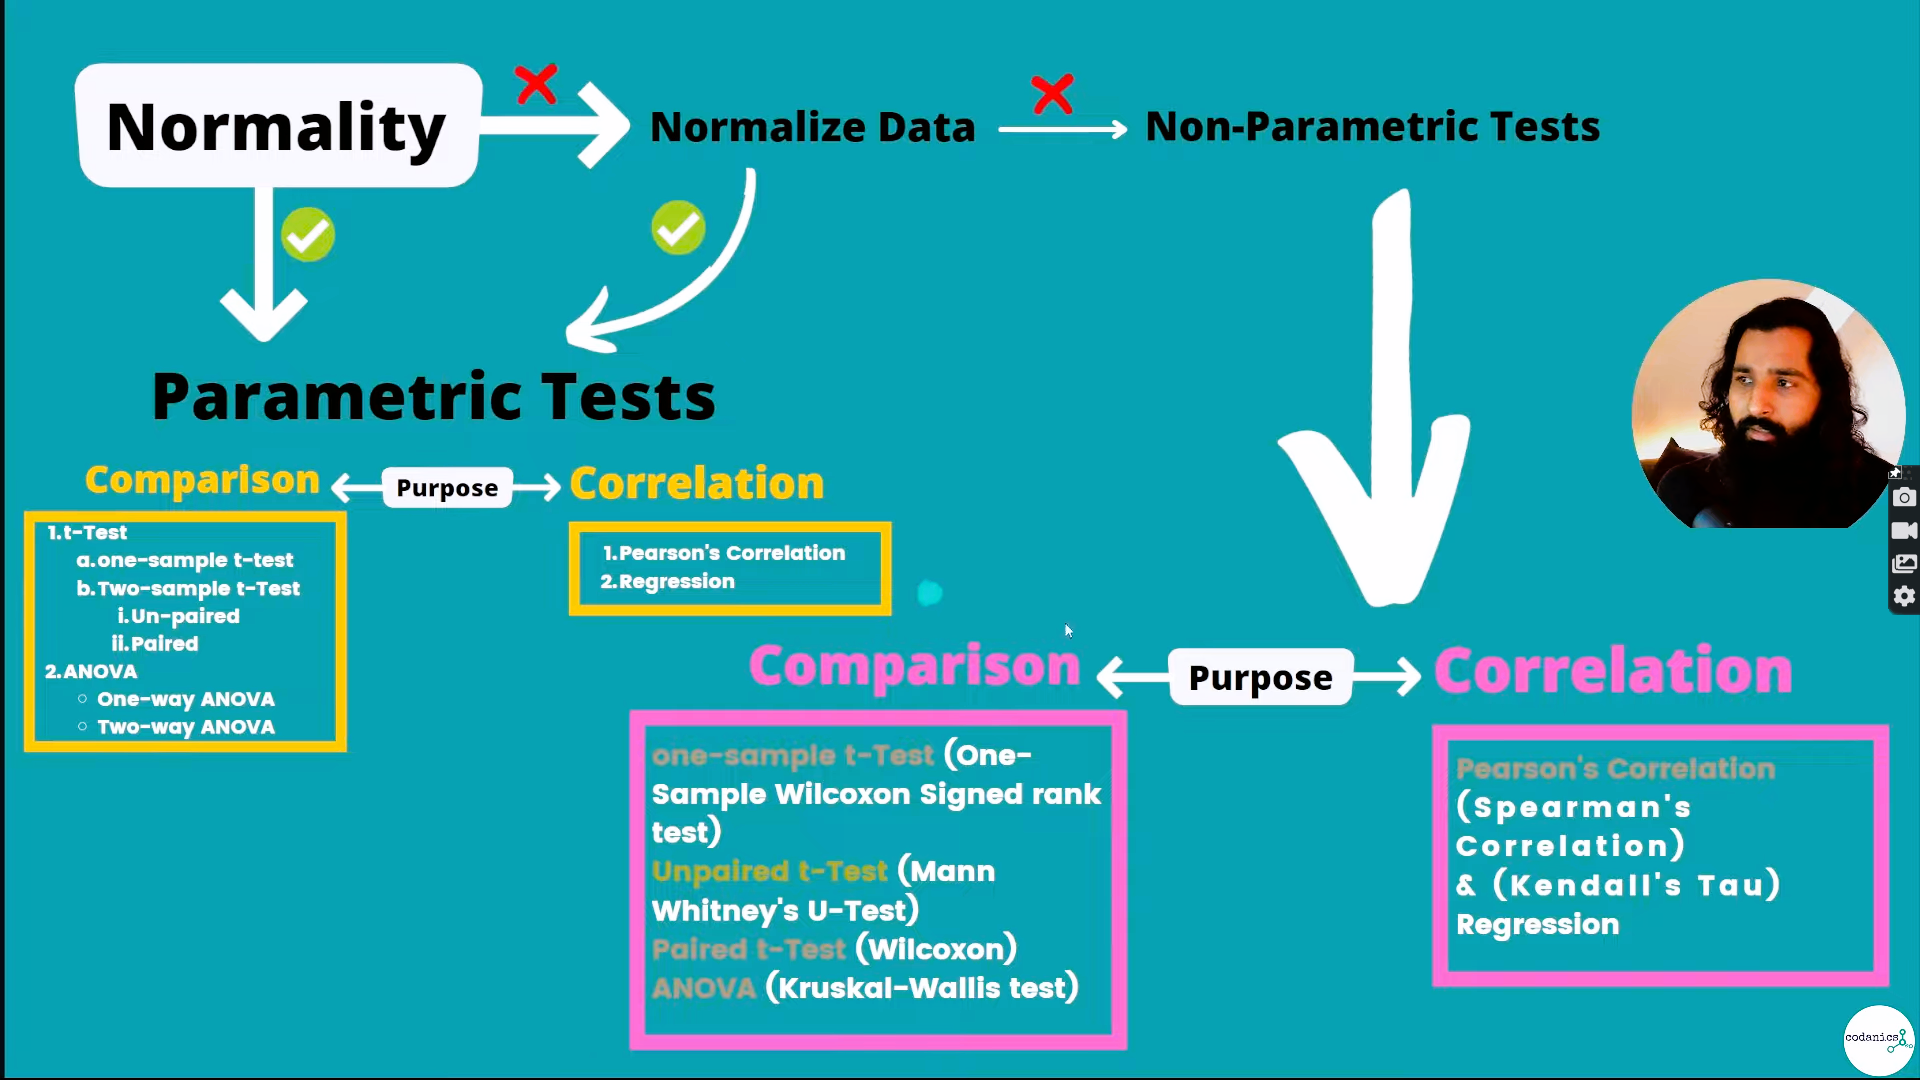 Normality
Normalize Data
Non-Parametric Tests
Parametric Tests
Comparison
Purpose
Correlation
1.t-Test
a.one-sample t-test
b.Two-sample t-Test
i.Un-paired
ii.Paired
2.ANOVA
One-way ANOVA
Two-way ANOVA
1.Pearson's Correlation
2.Regression
Comparison
Purpose
Correlation
one-sample t-Test (One-
Sample Wilcoxon Signed rank
test)
Unpaired t-Test (Mann
Whitney's U-Test)
Paired t-Test (Wilcoxon)
ANOVA (Kruskal-Wallis test)
Pearson's Correlation
(Spearman's
Correlation)
& (Kendall's Tau)
Regression
codanics